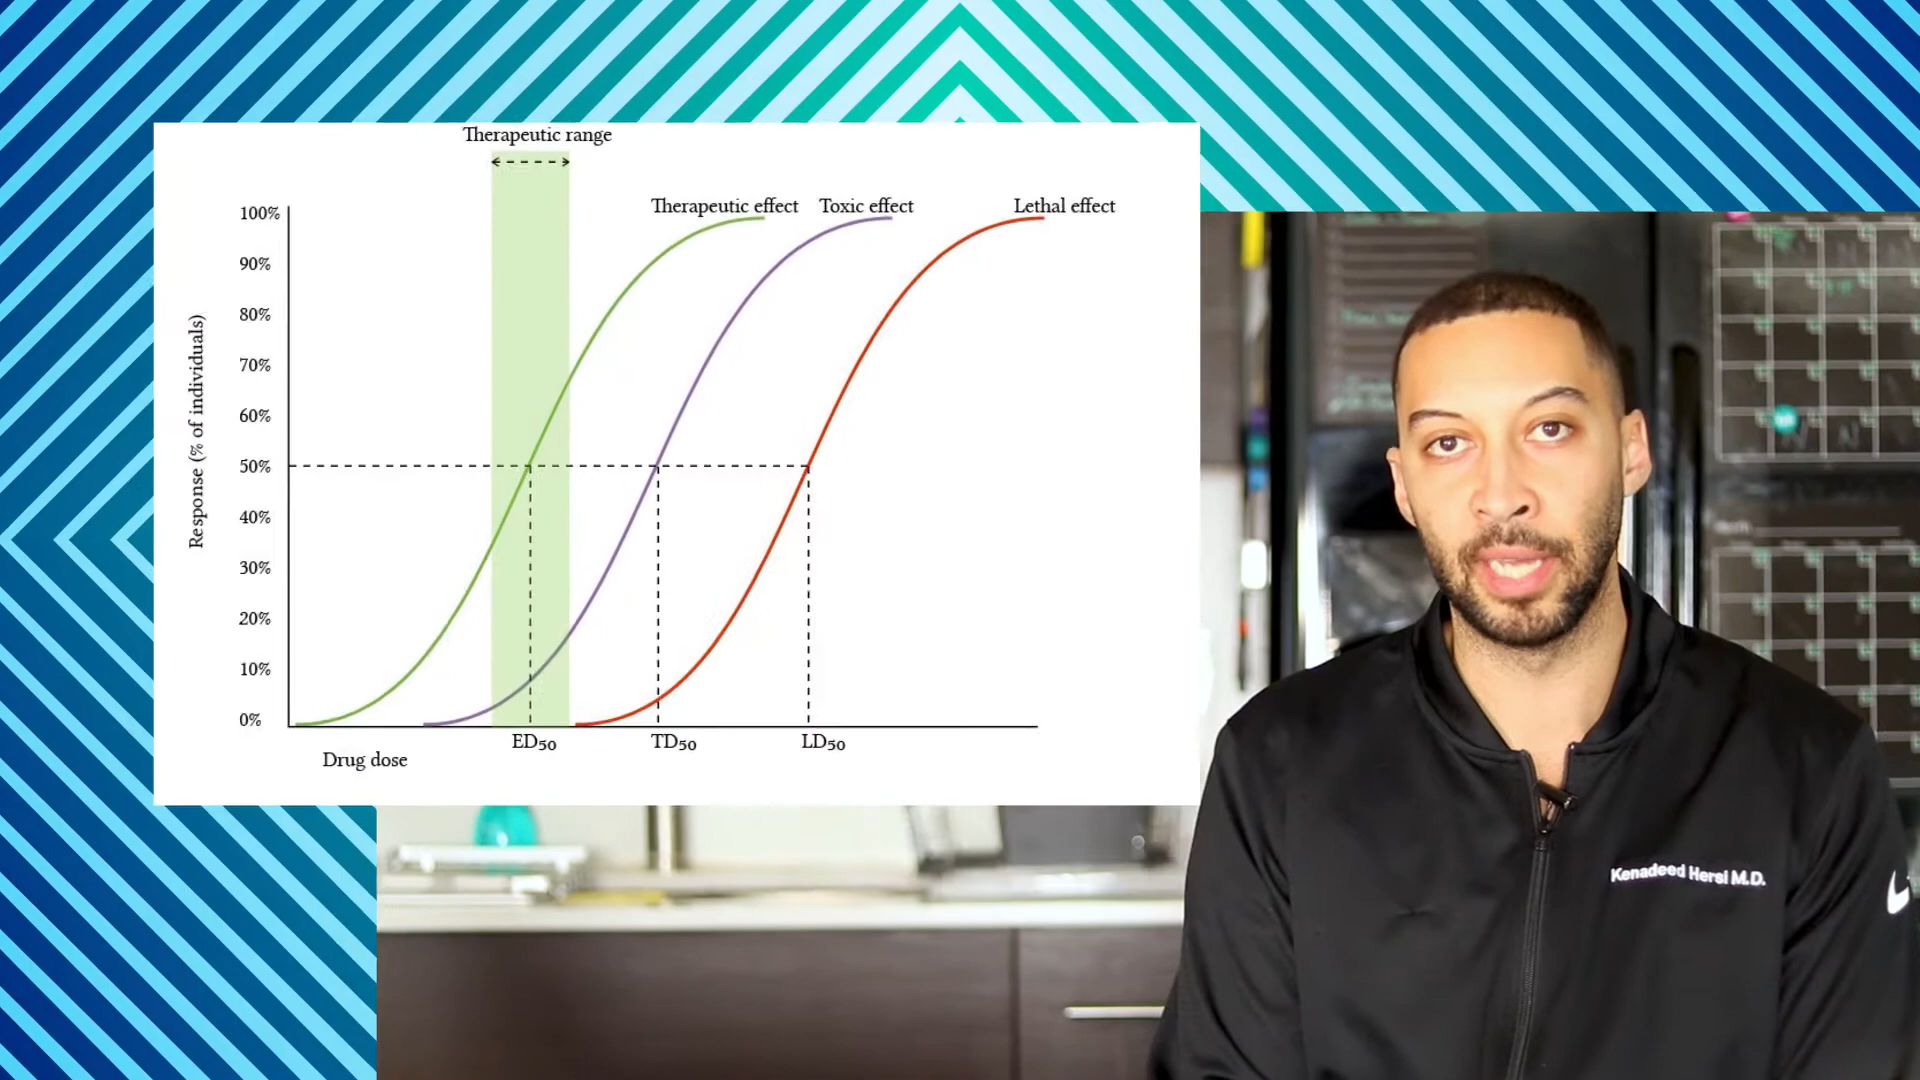 Therapeutic range
Therapeutic effect Toxic effect Lethal effect
100%
90%
80%
70%
60%
50%
40%
30%
20%
10%
0%
Response (% of individuals)
ED50 TD50 LD50
Drug dose
Kenadeed Hersi M.D.